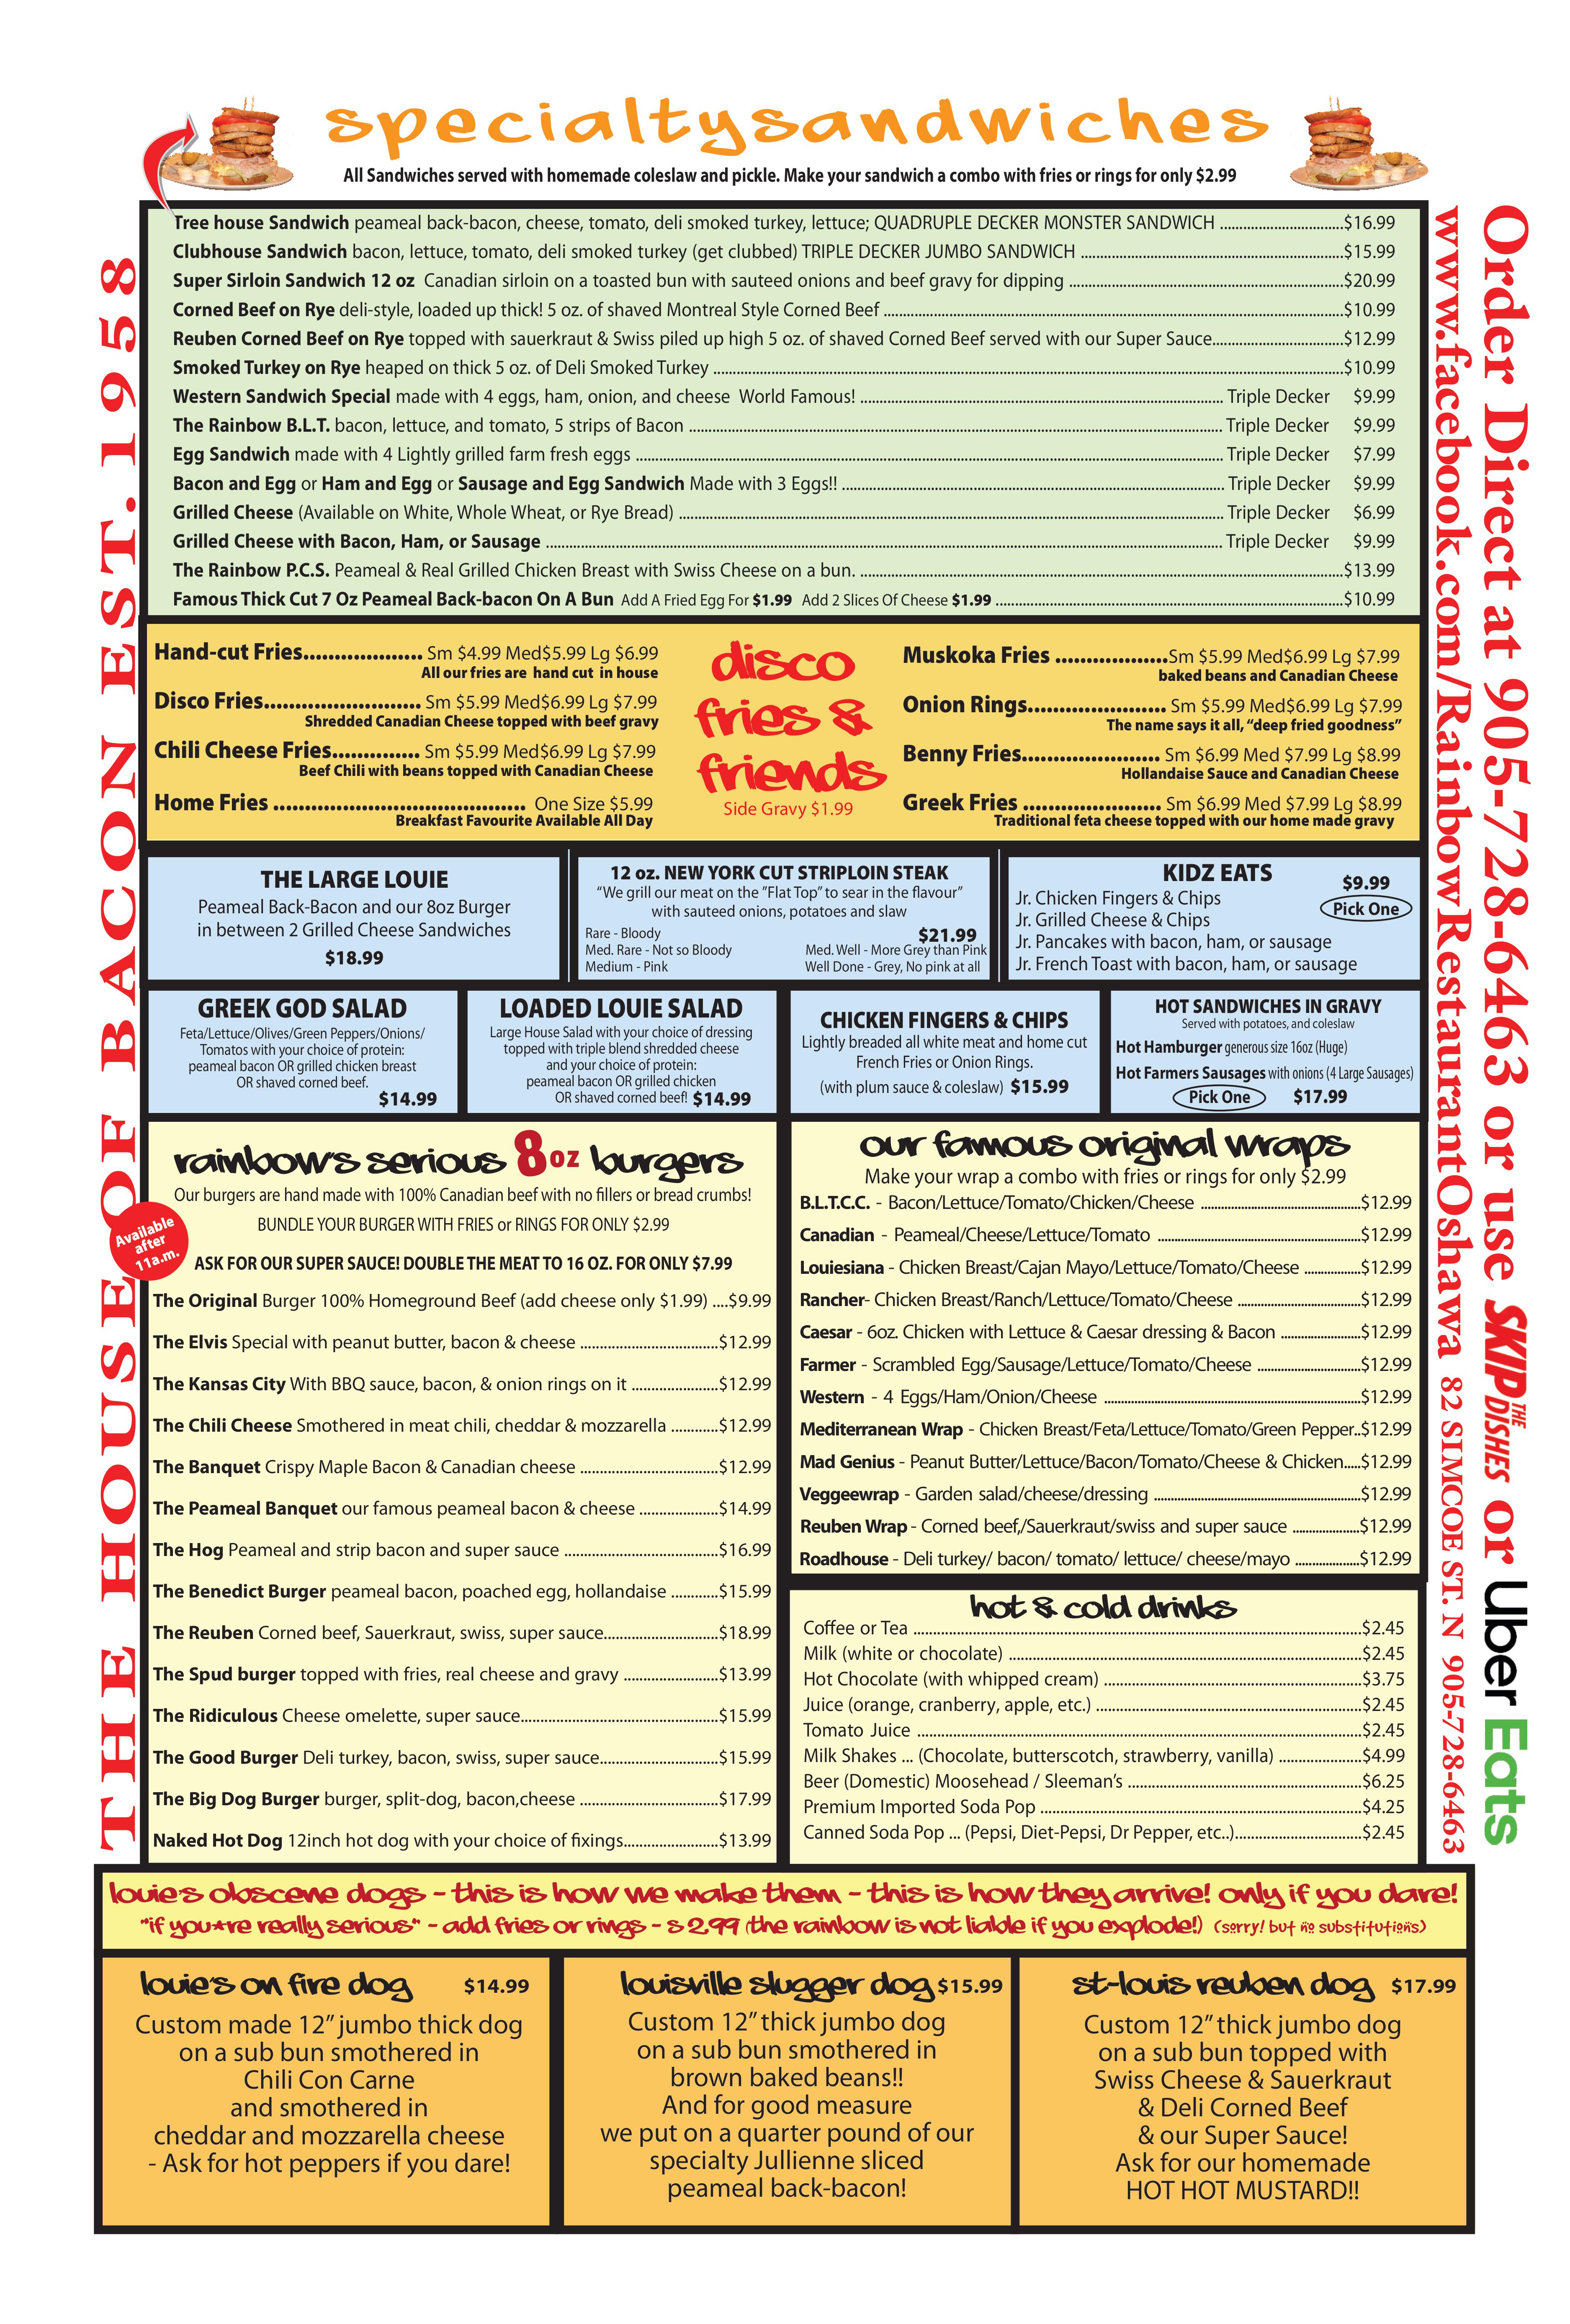 specialtysandwiches
All Sandwiches served with homemade coleslaw and pickle. Make your sandwich a combo with fries or rings for only $2.99
Tree house Sandwich peameal back-bacon, cheese, tomato, deli smoked turkey, lettuce; QUADRUPLE DECKER MONSTER SANDWICH ................................$16.99
Clubhouse Sandwich bacon, lettuce, tomato, deli smoked turkey (get clubbed) TRIPLE DECKER JUMBO SANDWICH ................................$15.99
Super Sirloin Sandwich 12 oz Canadian sirloin on a toasted bun with sauteed onions and beef gravy for dipping ................................$20.99
Corned Beef on Rye deli-style, loaded up thick! 5 oz. of shaved Montreal Style Corned Beef ................................$10.99
Reuben Corned Beef on Rye topped with sauerkraut & Swiss piled up high 5 oz. of shaved Corned Beef served with our Super Sauce................................$12.99
Smoked Turkey on Rye heaped on thick 5 oz. of Deli Smoked Turkey ................................$10.99
Western Sandwich Special made with 4 eggs, ham, onion, and cheese World Famous! ................................ Triple Decker $9.99
The Rainbow B.L.T. bacon, lettuce, and tomato, 5 strips of Bacon ................................ Triple Decker $9.99
Egg Sandwich made with 4 Lightly grilled farm fresh eggs ................................ Triple Decker $7.99
Bacon and Egg or Ham and Egg or Sausage and Egg Sandwich Made with 3 Eggs!! ................................ Triple Decker $9.99
Grilled Cheese (Available on White, Whole Wheat, or Rye Bread) ................................ Triple Decker $6.99
Grilled Cheese with Bacon, Ham, or Sausage ................................ Triple Decker $9.99
The Rainbow P.C.S. Peameal & Real Grilled Chicken Breast with Swiss Cheese on a bun. ................................$13.99
Famous Thick Cut 7 Oz Peameal Back-bacon On A Bun Add A Fried Egg For $1.99 Add 2 Slices Of Cheese $1.99 ................................$10.99
Hand-cut Fries................... Sm $4.99 Med$5.99 Lg $6.99
All our fries are hand cut in house
Disco Fries......................... Sm $5.99 Med$6.99 Lg $7.99
Shredded Canadian Cheese topped with beef gravy
Chili Cheese Fries.............. Sm $5.99 Med$6.99 Lg $7.99
Beef Chili with beans topped with Canadian Cheese
Home Fries ........................................ One Size $5.99
Breakfast Favourite Available All Day
disco
fries &
friends
Side Gravy $1.99
Muskoka Fries ..................Sm $5.99 Med$6.99 Lg $7.99
baked beans and Canadian Cheese
Onion Rings...................... Sm $5.99 Med$6.99 Lg $7.99
The name says it all, “deep fried goodness”
Benny Fries...................... Sm $6.99 Med $7.99 Lg $8.99
Hollandaise Sauce and Canadian Cheese
Greek Fries ...................... Sm $6.99 Med $7.99 Lg $8.99
Traditional feta cheese topped with our home made gravy
THE LARGE LOUIE
Peameal Back-Bacon and our 8oz Burger
in between 2 Grilled Cheese Sandwiches
$18.99
12 oz. NEW YORK CUT STRIPLOIN STEAK
“We grill our meat on the ”Flat Top” to sear in the flavour”
with sauteed onions, potatoes and slaw
$21.99
Rare - Bloody
Med. Rare - Not so Bloody
Medium - Pink
Med. Well - More Grey than Pink
Well Done - Grey, No pink at all
KIDZ EATS
$9.99
Pick One
Jr. Chicken Fingers & Chips
Jr. Grilled Cheese & Chips
Jr. Pancakes with bacon, ham, or sausage
Jr. French Toast with bacon, ham, or sausage
GREEK GOD SALAD
Feta/Lettuce/Olives/Green Peppers/Onions/
Tomatos with your choice of protein:
peameal bacon OR grilled chicken breast
OR shaved corned beef.
$14.99
LOADED LOUIE SALAD
Large House Salad with your choice of dressing
topped with triple blend shredded cheese
and your choice of protein:
peameal bacon OR grilled chicken
OR shaved corned beef! $14.99
CHICKEN FINGERS & CHIPS
Lightly breaded all white meat and home cut
French Fries or Onion Rings.
(with plum sauce & coleslaw) $15.99
HOT SANDWICHES IN GRAVY
Served with potatoes, and coleslaw
Hot Hamburger generous size 16oz (Huge)
Hot Farmers Sausages with onions (4 Large Sausages)
Pick One $17.99
rainbow's serious 8oz burgers
Our burgers are hand made with 100% Canadian beef with no fillers or bread crumbs!
BUNDLE YOUR BURGER WITH FRIES or RINGS FOR ONLY $2.99
Available
after
11a.m.
ASK FOR OUR SUPER SAUCE! DOUBLE THE MEAT TO 16 OZ. FOR ONLY $7.99
The Original Burger 100% Homeground Beef (add cheese only $1.99) ....$9.99
The Elvis Special with peanut butter, bacon & cheese ..................................$12.99
The Kansas City With BBQ sauce, bacon, & onion rings on it .....................$12.99
The Chili Cheese Smothered in meat chili, cheddar & mozzarella ............$12.99
The Banquet Crispy Maple Bacon & Canadian cheese ..................................$12.99
The Peameal Banquet our famous peameal bacon & cheese ...................$14.99
The Hog Peameal and strip bacon and super sauce ......................................$16.99
The Benedict Burger peameal bacon, poached egg, hollandaise ............$15.99
The Reuben Corned beef, Sauerkraut, swiss, super sauce............................$18.99
The Spud burger topped with fries, real cheese and gravy .......................$13.99
The Ridiculous Cheese omelette, super sauce.................................................$15.99
The Good Burger Deli turkey, bacon, swiss, super sauce.............................$15.99
The Big Dog Burger burger, split-dog, bacon,cheese ..................................$17.99
Naked Hot Dog 12inch hot dog with your choice of fixings.......................$13.99
our famous original wraps
Make your wrap a combo with fries or rings for only $2.99
B.L.T.C.C. - Bacon/Lettuce/Tomato/Chicken/Cheese ................................$12.99
Canadian - Peameal/Cheese/Lettuce/Tomato ................................$12.99
Louiesiana - Chicken Breast/Cajan Mayo/Lettuce/Tomato/Cheese ................$12.99
Rancher- Chicken Breast/Ranch/Lettuce/Tomato/Cheese ................................$12.99
Caesar - 6oz. Chicken with Lettuce & Caesar dressing & Bacon .......................$12.99
Farmer - Scrambled Egg/Sausage/Lettuce/Tomato/Cheese ............................$12.99
Western - 4 Eggs/Ham/Onion/Cheese ................................$12.99
Mediterranean Wrap - Chicken Breast/Feta/Lettuce/Tomato/Green Pepper..$12.99
Mad Genius - Peanut Butter/Lettuce/Bacon/Tomato/Cheese & Chicken.....$12.99
Veggeewrap - Garden salad/cheese/dressing ................................$12.99
Reuben Wrap - Corned beef,/Sauerkraut/swiss and super sauce ...................$12.99
Roadhouse - Deli turkey/ bacon/ tomato/ lettuce/ cheese/mayo ..................$12.99
hot & cold drinks
Coffee or Tea ................................$2.45
Milk (white or chocolate) ................................$2.45
Hot Chocolate (with whipped cream) ................................$3.75
Juice (orange, cranberry, apple, etc.) ................................$2.45
Tomato Juice ................................$2.45
Milk Shakes ... (Chocolate, butterscotch, strawberry, vanilla) .....................$4.99
Beer (Domestic) Moosehead / Sleeman’s ................................$6.25
Premium Imported Soda Pop ................................$4.25
Canned Soda Pop ... (Pepsi, Diet-Pepsi, Dr Pepper, etc..)................................$2.45
louie's obscene dogs - this is how we make them - this is how they arrive! only if you dare!
"if you*re really serious" - add fries or rings - $2.99 (the rainbow is not liable if you explode!) (sorry! but no substitutions)
louie's on fire dog $14.99
Custom made 12” jumbo thick dog
on a sub bun smothered in
Chili Con Carne
and smothered in
cheddar and mozzarella cheese
- Ask for hot peppers if you dare!
louisville slugger dog $15.99
Custom 12” thick jumbo dog
on a sub bun smothered in
brown baked beans!!
And for good measure
we put on a quarter pound of our
specialty Jullienne sliced
peameal back-bacon!
st-louis reuben dog $17.99
Custom 12” thick jumbo dog
on a sub bun topped with
Swiss Cheese & Sauerkraut
& Deli Corned Beef
& our Super Sauce!
Ask for our homemade
HOT HOT MUSTARD!!
THE HOUSE OF BACON EST. 1958
Order Direct at 905-728-6463 or use SKIP THE DISHES or Uber Eats
www.facebook.com/RainbowRestaurantOshawa 82 SIMCOE ST. N 905-728-6463